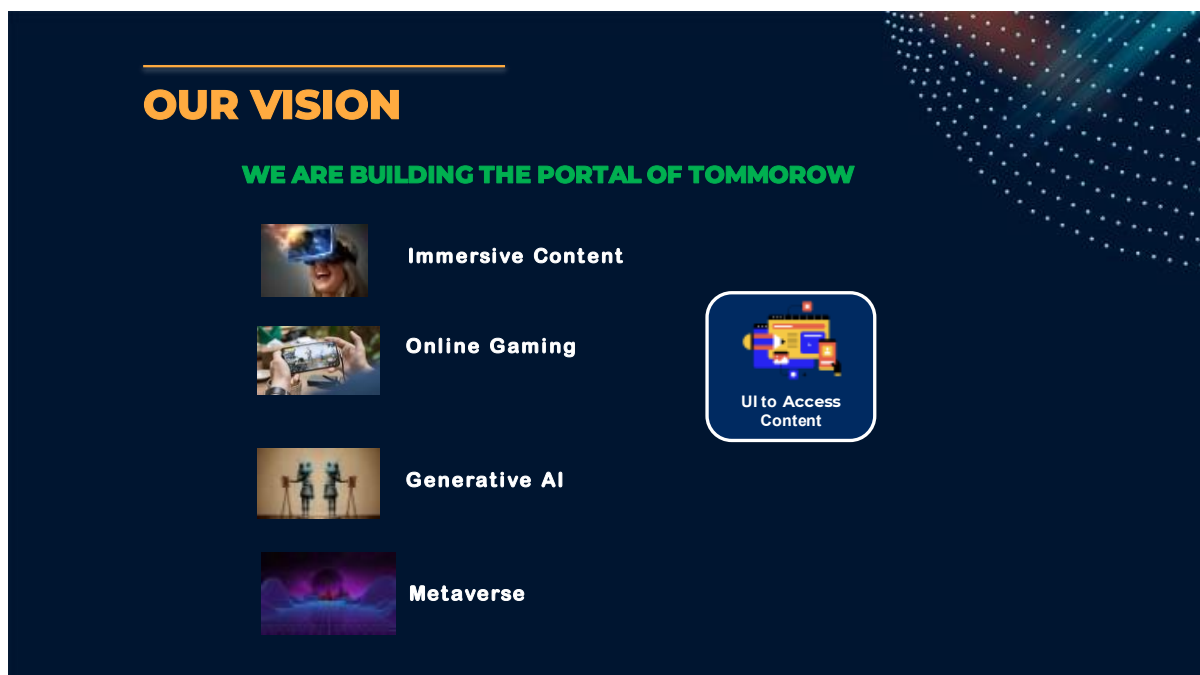 OUR VISION
WE ARE BUILDING THE PORTAL OF TOMMOROW
Immersive Content
Online Gaming
UI to Access
Content
Generative AI
Metaverse